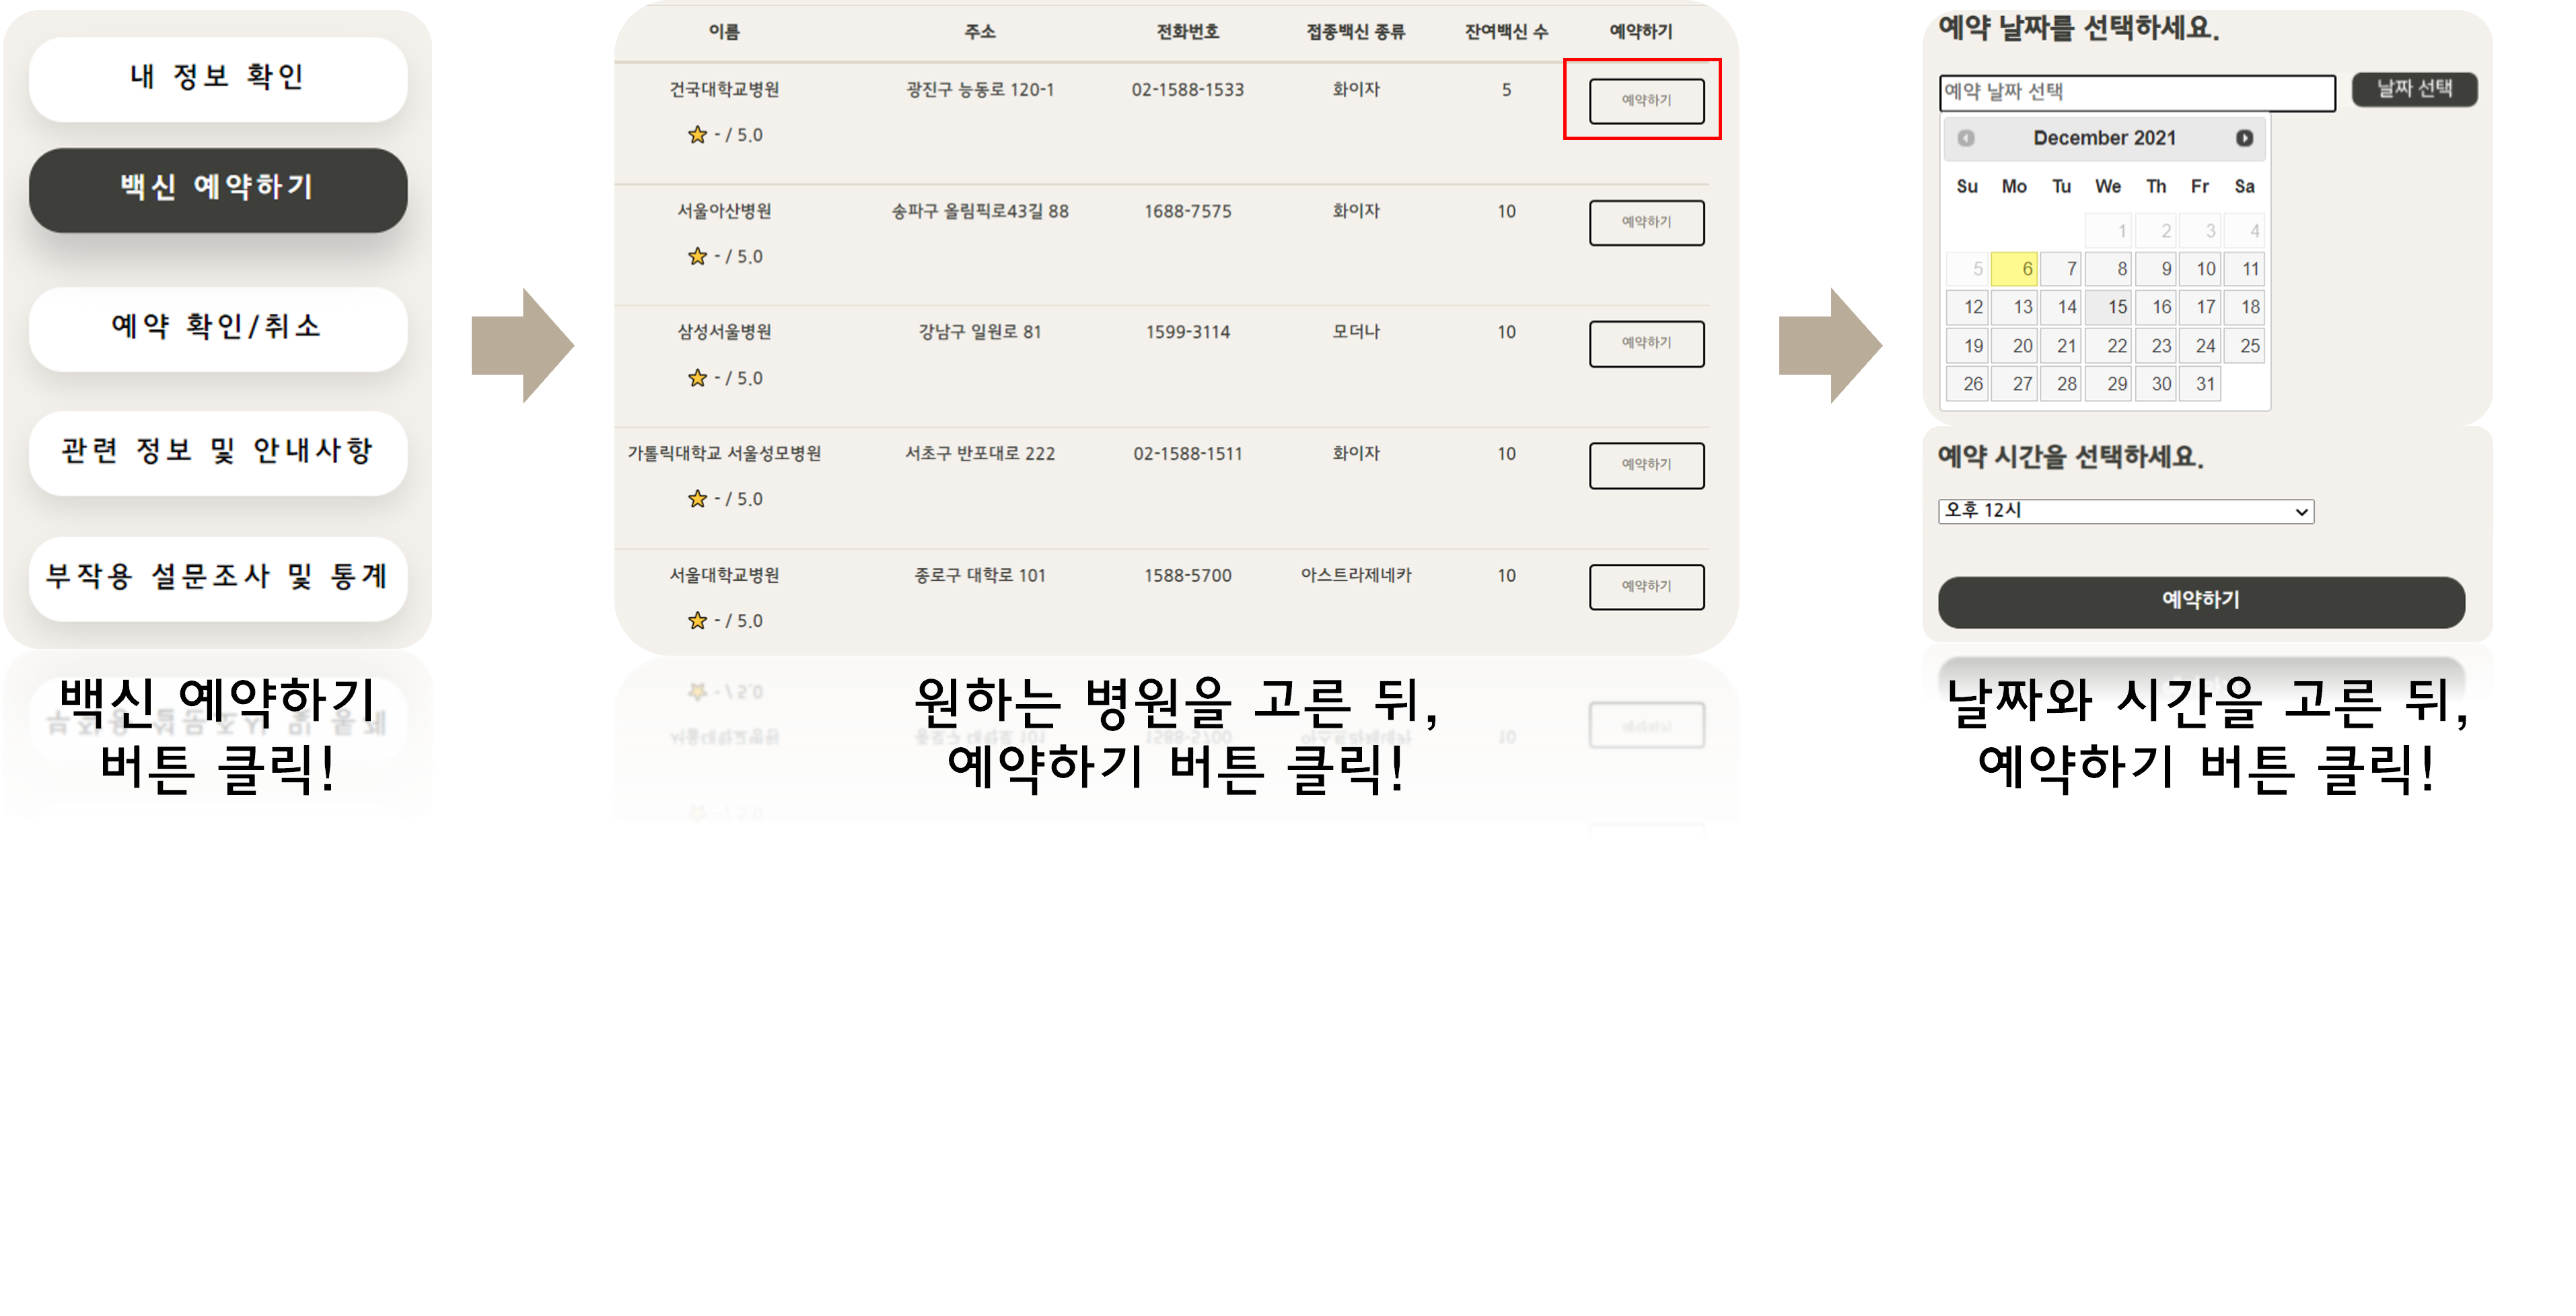 내 정보 확인
백신 예약하기
예약 확인/취소
관련 정보 및 안내사항
부작용 설문조사 및 통계
백신 예약하기
버튼 클릭!
이름 주소 전화번호 접종백신 종류 잔여백신 수 예약하기
건국대학교병원 광진구 능동로 120-1 02-1588-1533 화이자 5 예약하기
- / 5.0
서울아산병원 송파구 올림픽로43길 88 1688-7575 화이자 10 예약하기
- / 5.0
삼성서울병원 강남구 일원로 81 1599-3114 모더나 10 예약하기
- / 5.0
가톨릭대학교 서울성모병원 서초구 반포대로 222 02-1588-1511 화이자 10 예약하기
- / 5.0
서울대학교병원 종로구 대학로 101 1588-5700 아스트라제네카 10 예약하기
- / 5.0
원하는 병원을 고른 뒤,
예약하기 버튼 클릭!
예약 날짜를 선택하세요.
예약 날짜 선택 날짜 선택
December 2021
Su Mo Tu We Th Fr Sa
1 2 3 4
5 6 7 8 9 10 11
12 13 14 15 16 17 18
19 20 21 22 23 24 25
26 27 28 29 30 31
예약 시간을 선택하세요.
오후 12시
예약하기
날짜와 시간을 고른 뒤,
예약하기 버튼 클릭!